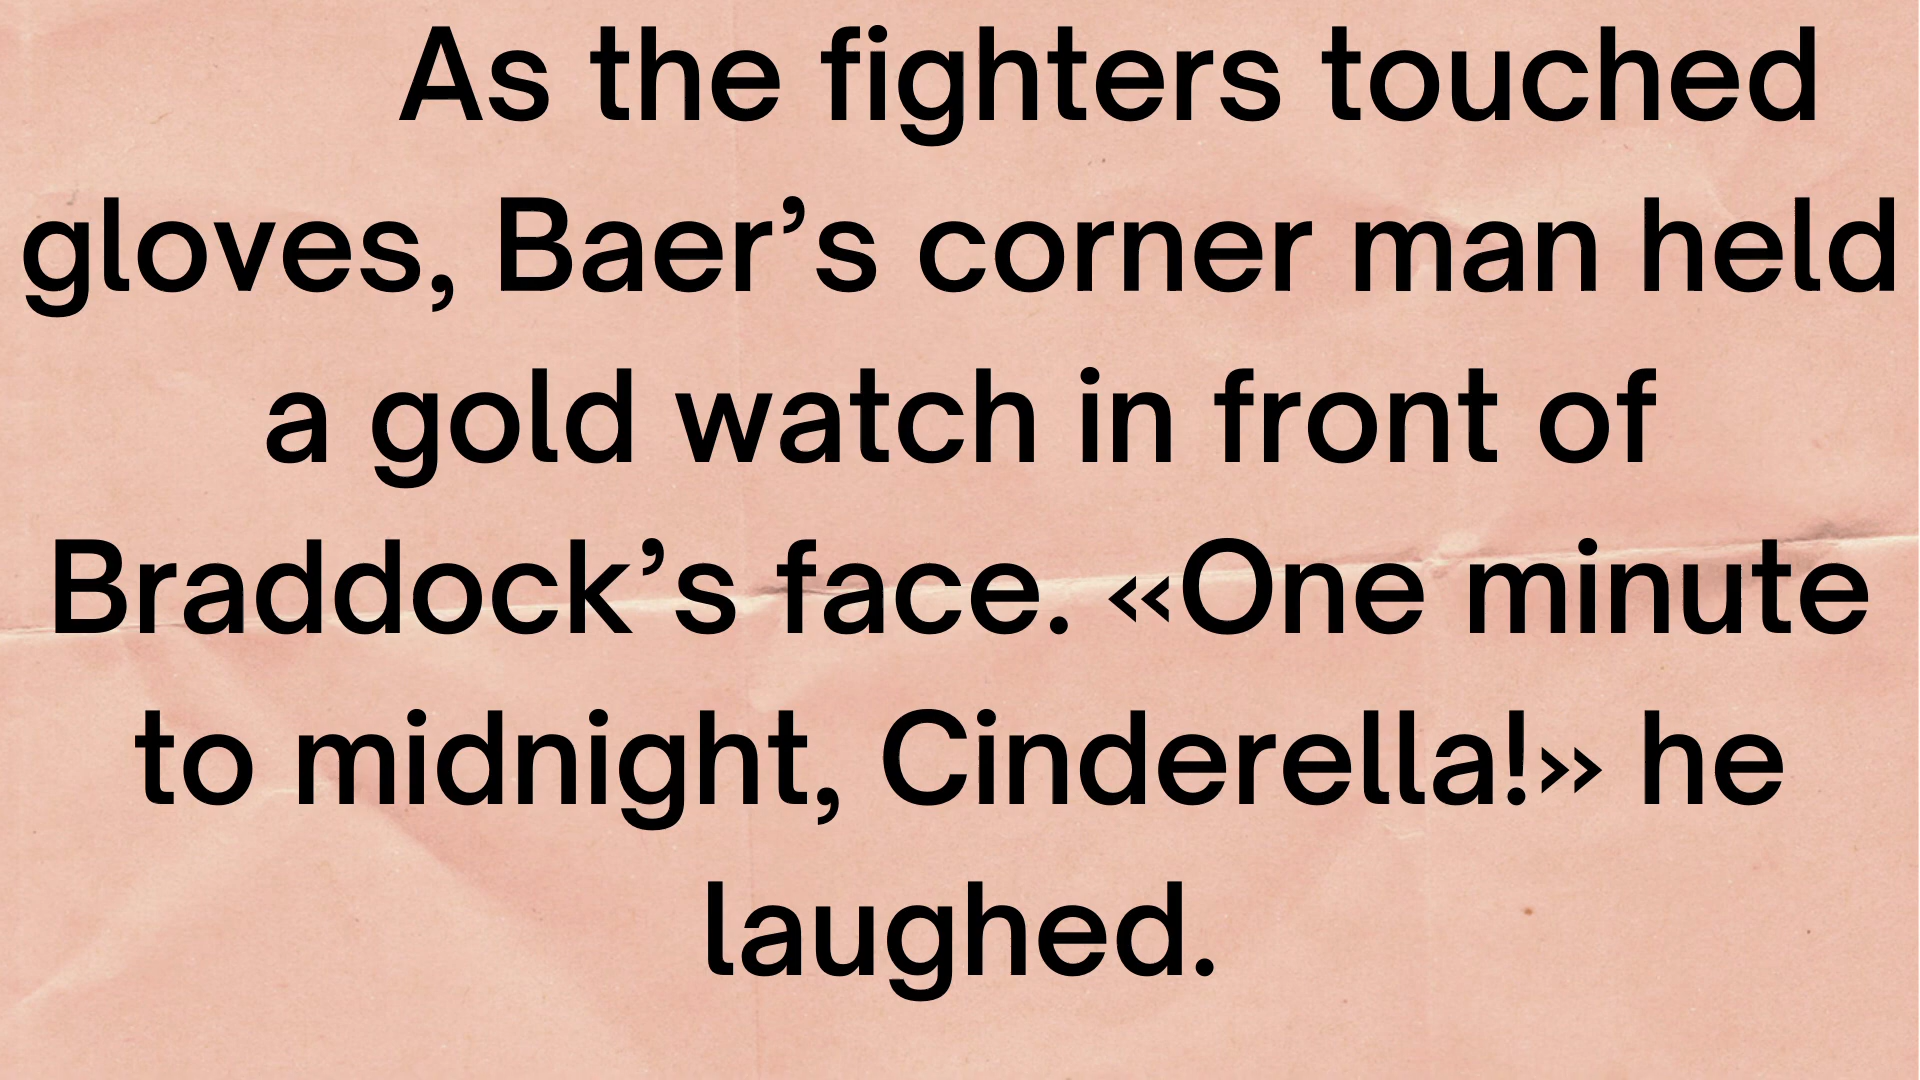 As the fighters touched
gloves, Baer’s corner man held
a gold watch in front of
Braddock’s face. «One minute
to midnight, Cinderella!» he
laughed.